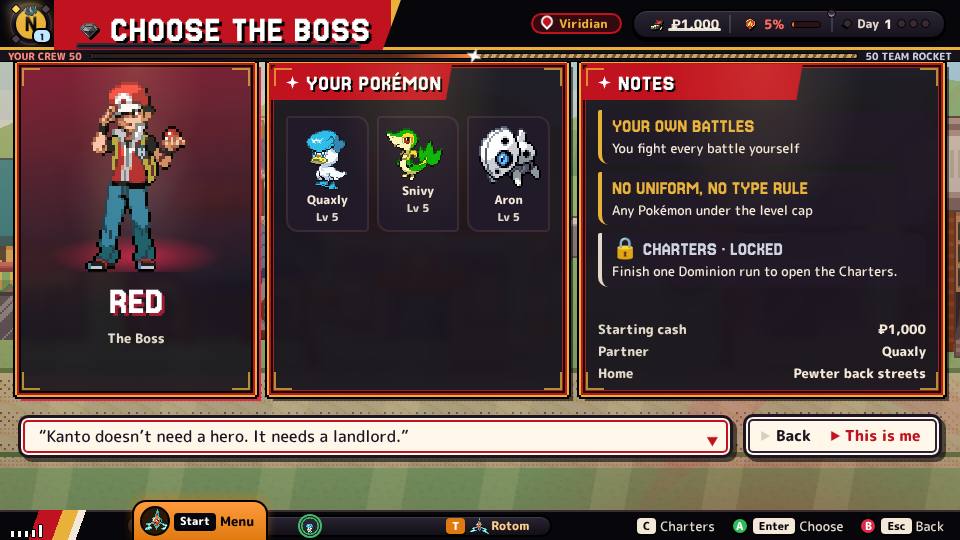 N
1
CHOOSE THE BOSS
Viridian
₽1,000
5%
Day 1
YOUR CREW 50
50 TEAM ROCKET
RED
The Boss
YOUR POKÉMON
Quaxly
Lv 5
Snivy
Lv 5
Aron
Lv 5
NOTES
YOUR OWN BATTLES
You fight every battle yourself
NO UNIFORM, NO TYPE RULE
Any Pokémon under the level cap
CHARTERS · LOCKED
Finish one Dominion run to open the Charters.
Starting cash ₽1,000
Partner Quaxly
Home Pewter back streets
“Kanto doesn’t need a hero. It needs a landlord.”
Back This is me
Start Menu
T Rotom
C Charters A Enter Choose B Esc Back